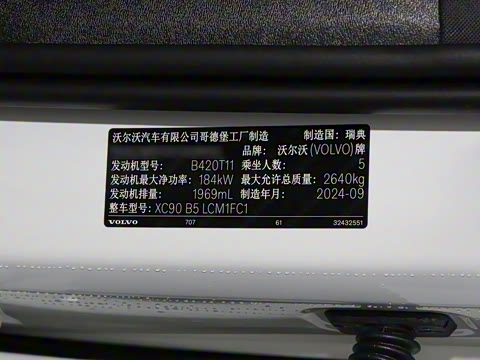 沃尔沃汽车有限公司哥德堡工厂制造 制造国：瑞典
品牌：沃尔沃(VOLVO)牌
发动机型号：B420T11 乘坐人数：5
发动机最大净功率：184kW 最大允许总质量：2640kg
发动机排量：1969mL 制造年月：2024-09
整车型号：XC90 B5 LCM1FC1
VOLVO 707 61 32432551